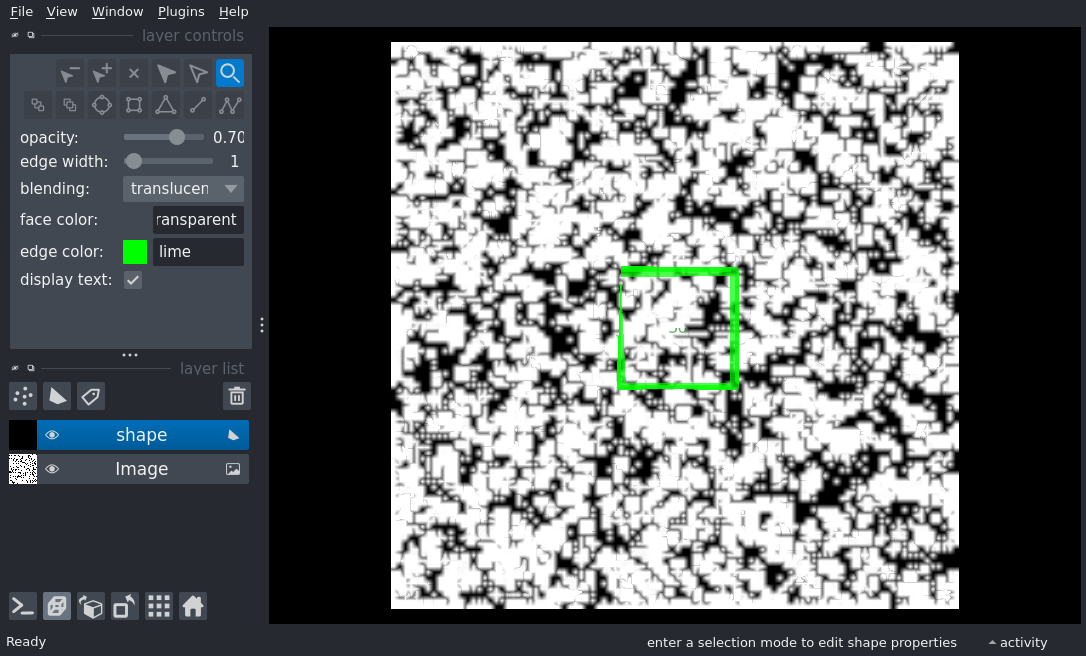 File View Window Plugins Help
layer controls
opacity: 0.70
edge width: 1
blending: translucen
face color: ransparent
edge color: lime
display text:
layer list
shape
Image
Ready enter a selection mode to edit shape properties activity